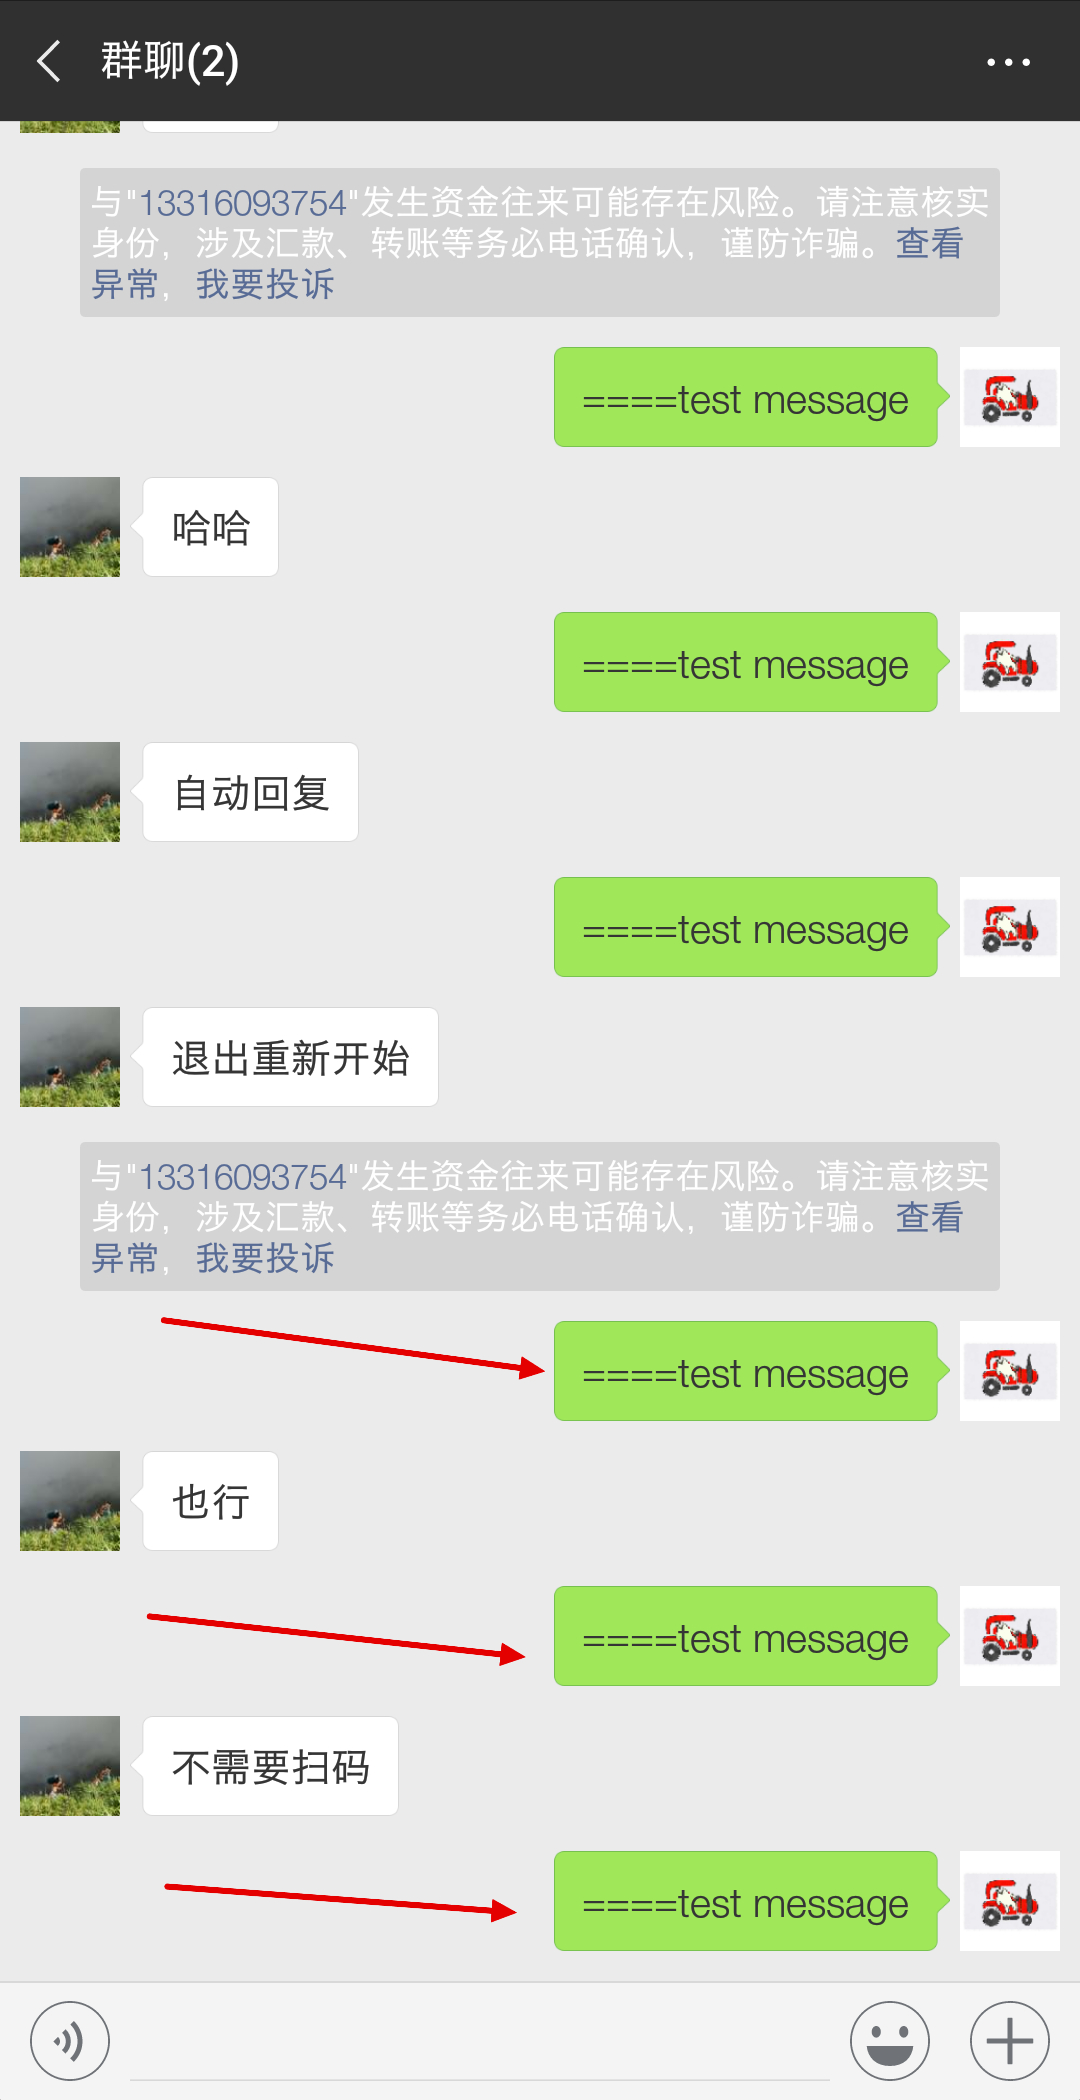 群聊(2)
与"13316093754"发生资金往来可能存在风险。请注意核实
身份，涉及汇款、转账等务必电话确认，谨防诈骗。查看
异常，我要投诉
====test message
哈哈
====test message
自动回复
====test message
退出重新开始
与"13316093754"发生资金往来可能存在风险。请注意核实
身份，涉及汇款、转账等务必电话确认，谨防诈骗。查看
异常，我要投诉
====test message
也行
====test message
不需要扫码
====test message